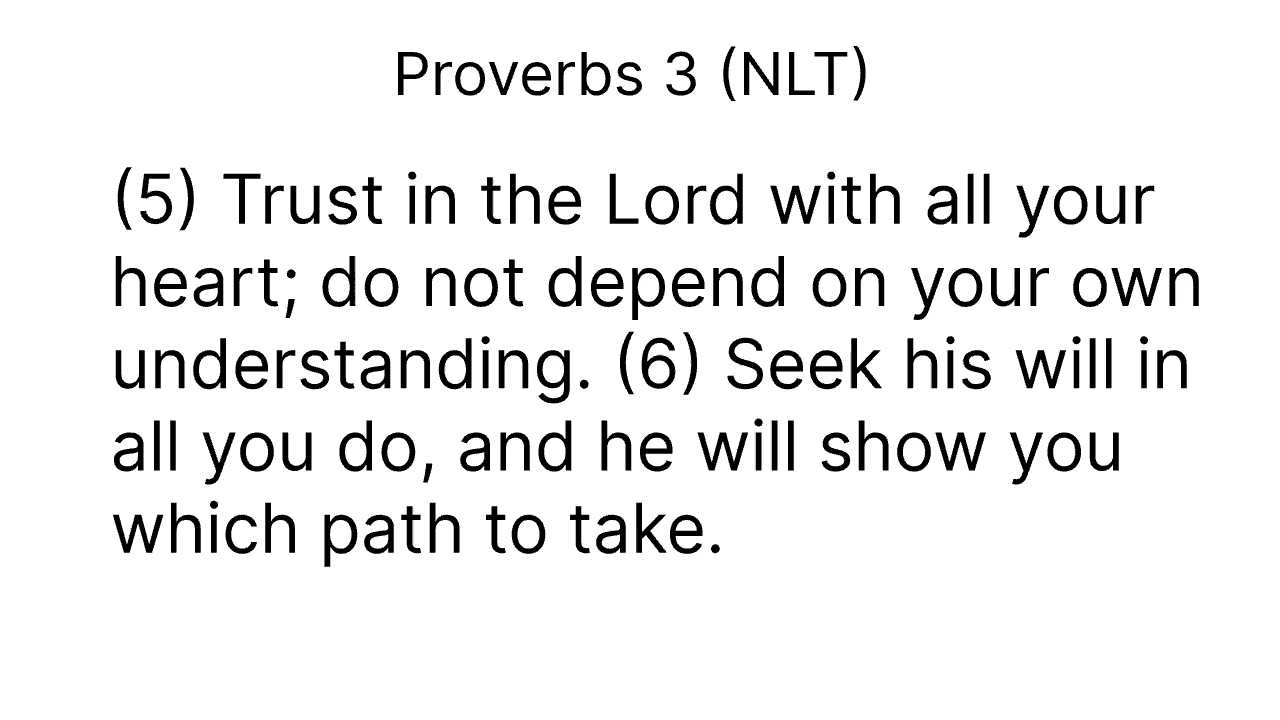 Proverbs 3 (NLT)
(5) Trust in the Lord with all your
heart; do not depend on your own
understanding. (6) Seek his will in
all you do, and he will show you
which path to take.